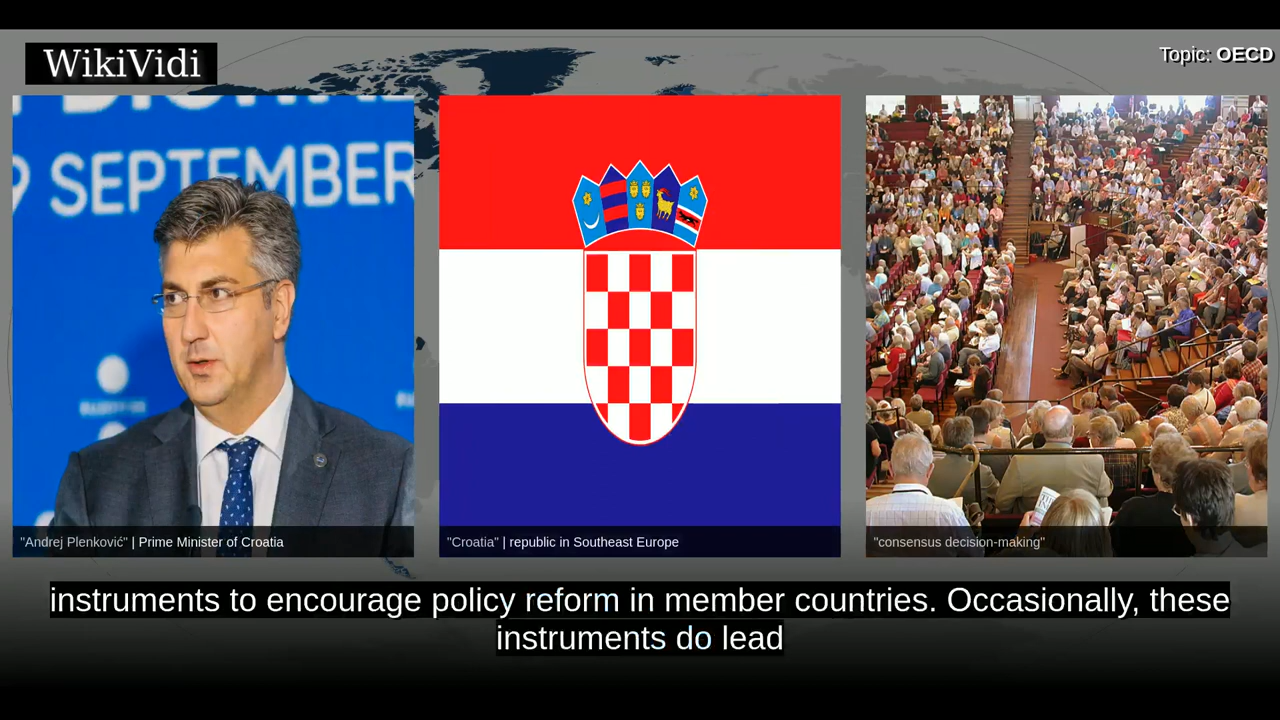 WikiVidi
Topic: OECD
9 SEPTEMBER
"Andrej Plenković" | Prime Minister of Croatia
"Croatia" | republic in Southeast Europe
"consensus decision-making"
instruments to encourage policy reform in member countries. Occasionally, these
instruments do lead